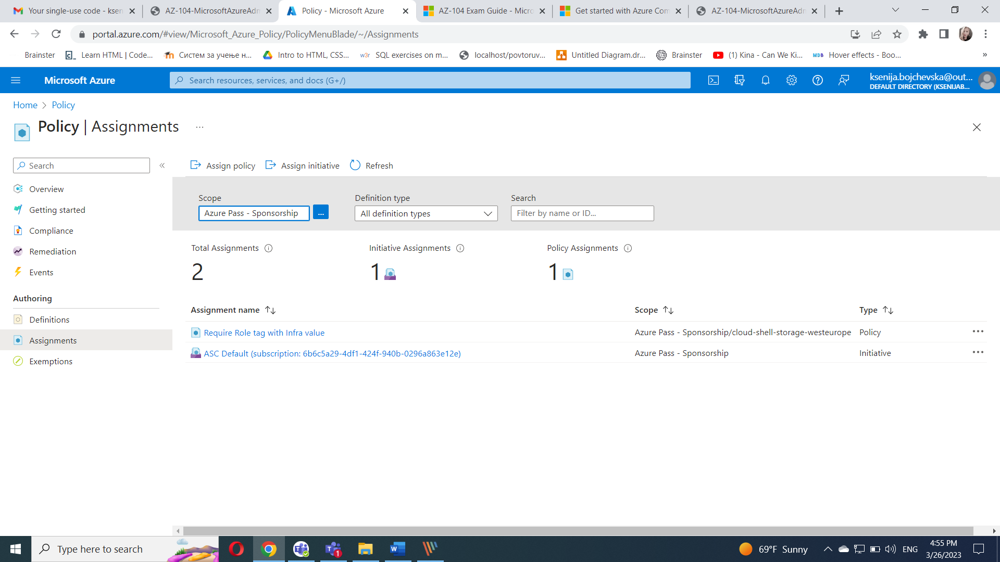 Your single-use code - ksen
AZ-104-MicrosoftAzureAdn
Policy - Microsoft Azure
AZ-104 Exam Guide - Micro
Get started with Azure Com
AZ-104-MicrosoftAzureAdn
portal.azure.com/#view/Microsoft_Azure_Policy/PolicyMenuBlade/~/Assignments
Brainster
Learn HTML | Code...
Систем за учење н...
Intro to HTML, CSS...
SQL exercises on m...
localhost/povtoruv...
Untitled Diagram.dr...
Brainster
(1) Kina - Can We Ki...
Hover effects - Boo...
»
Microsoft Azure
Search resources, services, and docs (G+/)
ksenija.bojchevska@out...
DEFAULT DIRECTORY (KSENIJAB...
Home > Policy
Policy | Assignments ...
Search
«
Overview
Getting started
Compliance
Remediation
Events
Authoring
Definitions
Assignments
Exemptions
Assign policy
Assign initiative
Refresh
Scope
Azure Pass - Sponsorship
...
Definition type
All definition types
Search
Filter by name or ID...
Total Assignments
2
Initiative Assignments
1
Policy Assignments
1
Assignment name ↑↓
Scope ↑↓
Type ↑↓
Require Role tag with Infra value
Azure Pass - Sponsorship/cloud-shell-storage-westeurope
Policy
...
ASC Default (subscription: 6b6c5a29-4df1-424f-940b-0296a863e12e)
Azure Pass - Sponsorship
Initiative
...
Type here to search
1
69°F Sunny
ENG
4:55 PM
3/26/2023